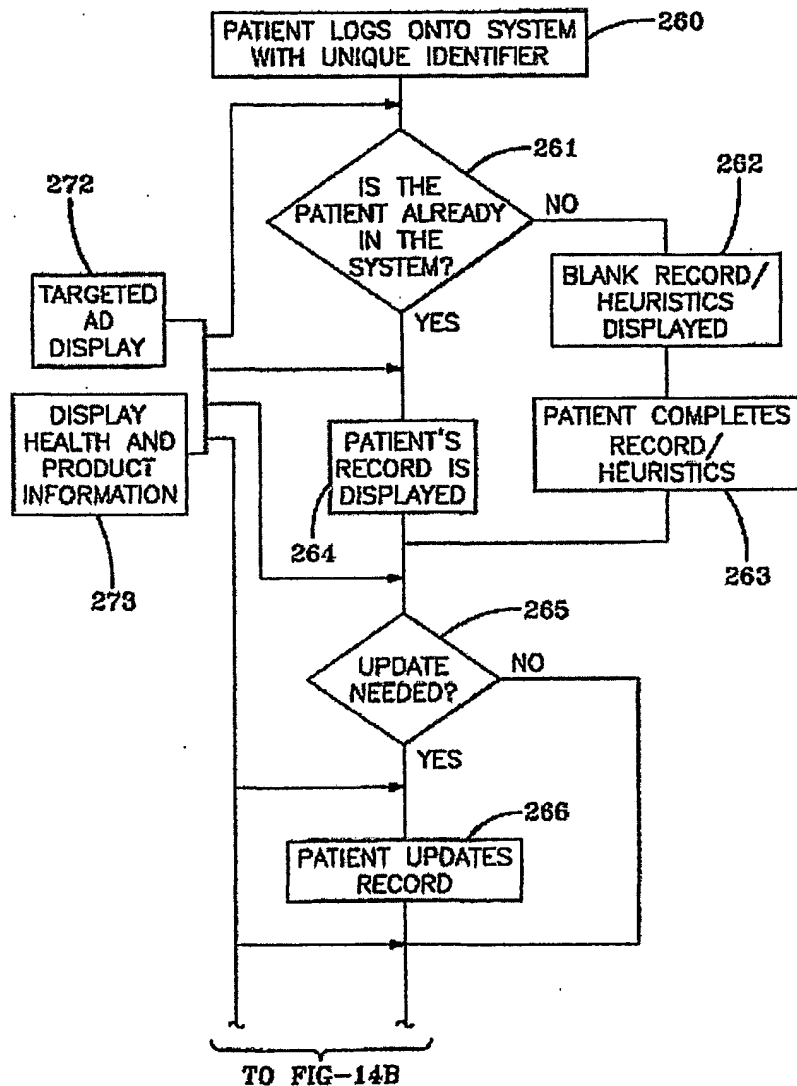 PATIENT LOGS ONTO SYSTEM
WITH UNIQUE IDENTIFIER
260
261
IS THE
PATIENT ALREADY
IN THE
SYSTEM?
NO
YES
262
BLANK RECORD/
HEURISTICS
DISPLAYED
272
TARGETED
AD
DISPLAY
DISPLAY
HEALTH AND
PRODUCT
INFORMATION
273
PATIENT'S
RECORD IS
DISPLAYED
264
PATIENT COMPLETES
RECORD/
HEURISTICS
263
265
UPDATE
NEEDED?
NO
YES
266
PATIENT UPDATES
RECORD
TO FIG-14B